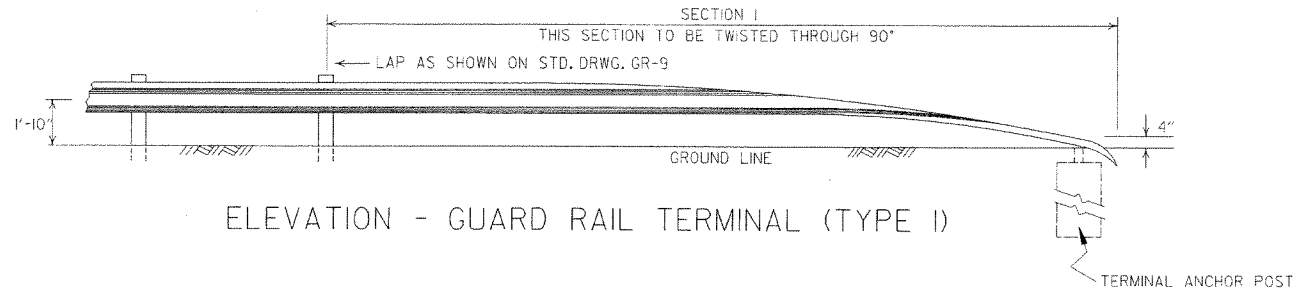 SECTION I
THIS SECTION TO BE TWISTED THROUGH 90°
LAP AS SHOWN ON STD. DRWG. GR-9
1'-10"
4"
GROUND LINE
ELEVATION - GUARD RAIL TERMINAL (TYPE I)
TERMINAL ANCHOR POST